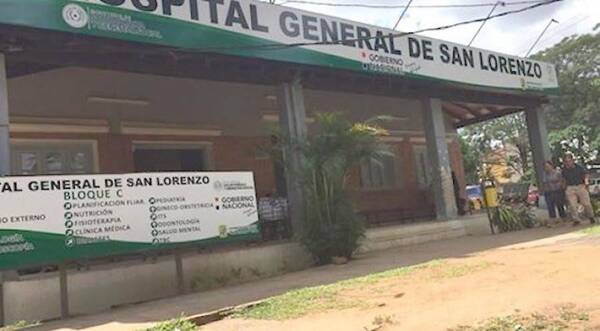 HOSPITAL GENERAL DE SAN LORENZO
GOBIERNO
NACIONAL
TAL GENERAL DE SAN LORENZO
BLOQUE C
PLANIFICACIÓN FLIAR.
NUTRICIÓN
FISIOTERAPIA
CLÍNICA MÉDICA
IO EXTERNO
PEDIATRÍA
GINECO-OBSTETRICIA
ITS
ODONTOLOGÍA
SALUD MENTAL
TBC
GOBIERNO
NACIONAL